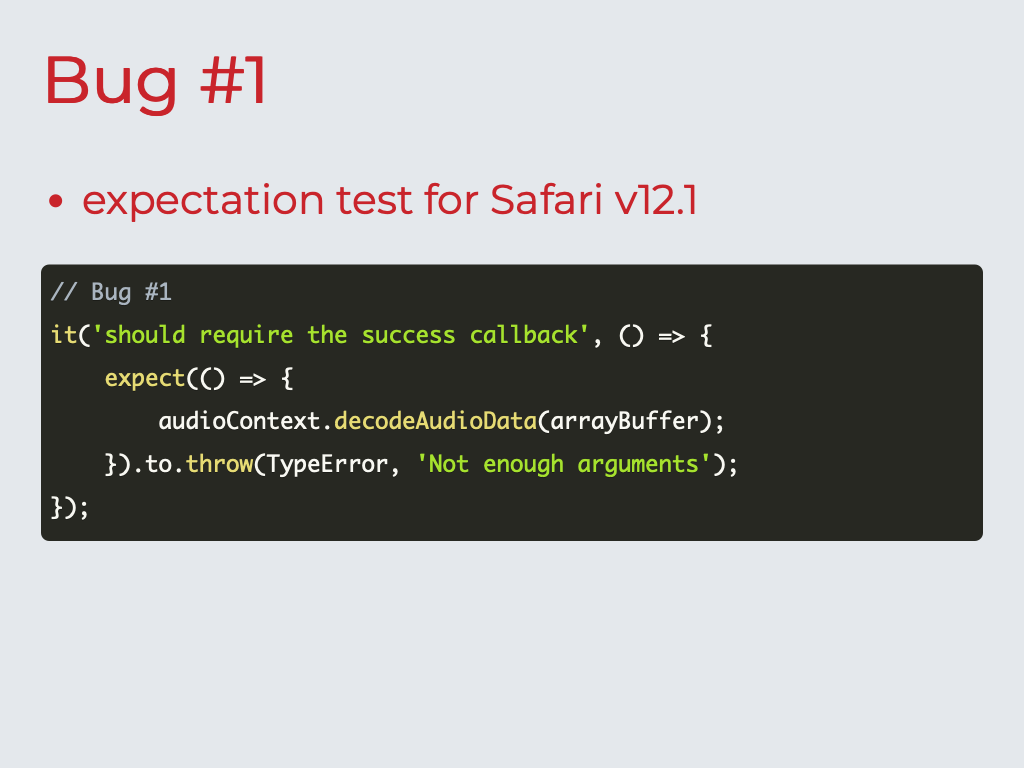 Bug #1
• expectation test for Safari v12.1
// Bug #1
it('should require the success callback', () => {
    expect(() => {
        audioContext.decodeAudioData(arrayBuffer);
    }).to.throw(TypeError, 'Not enough arguments');
});